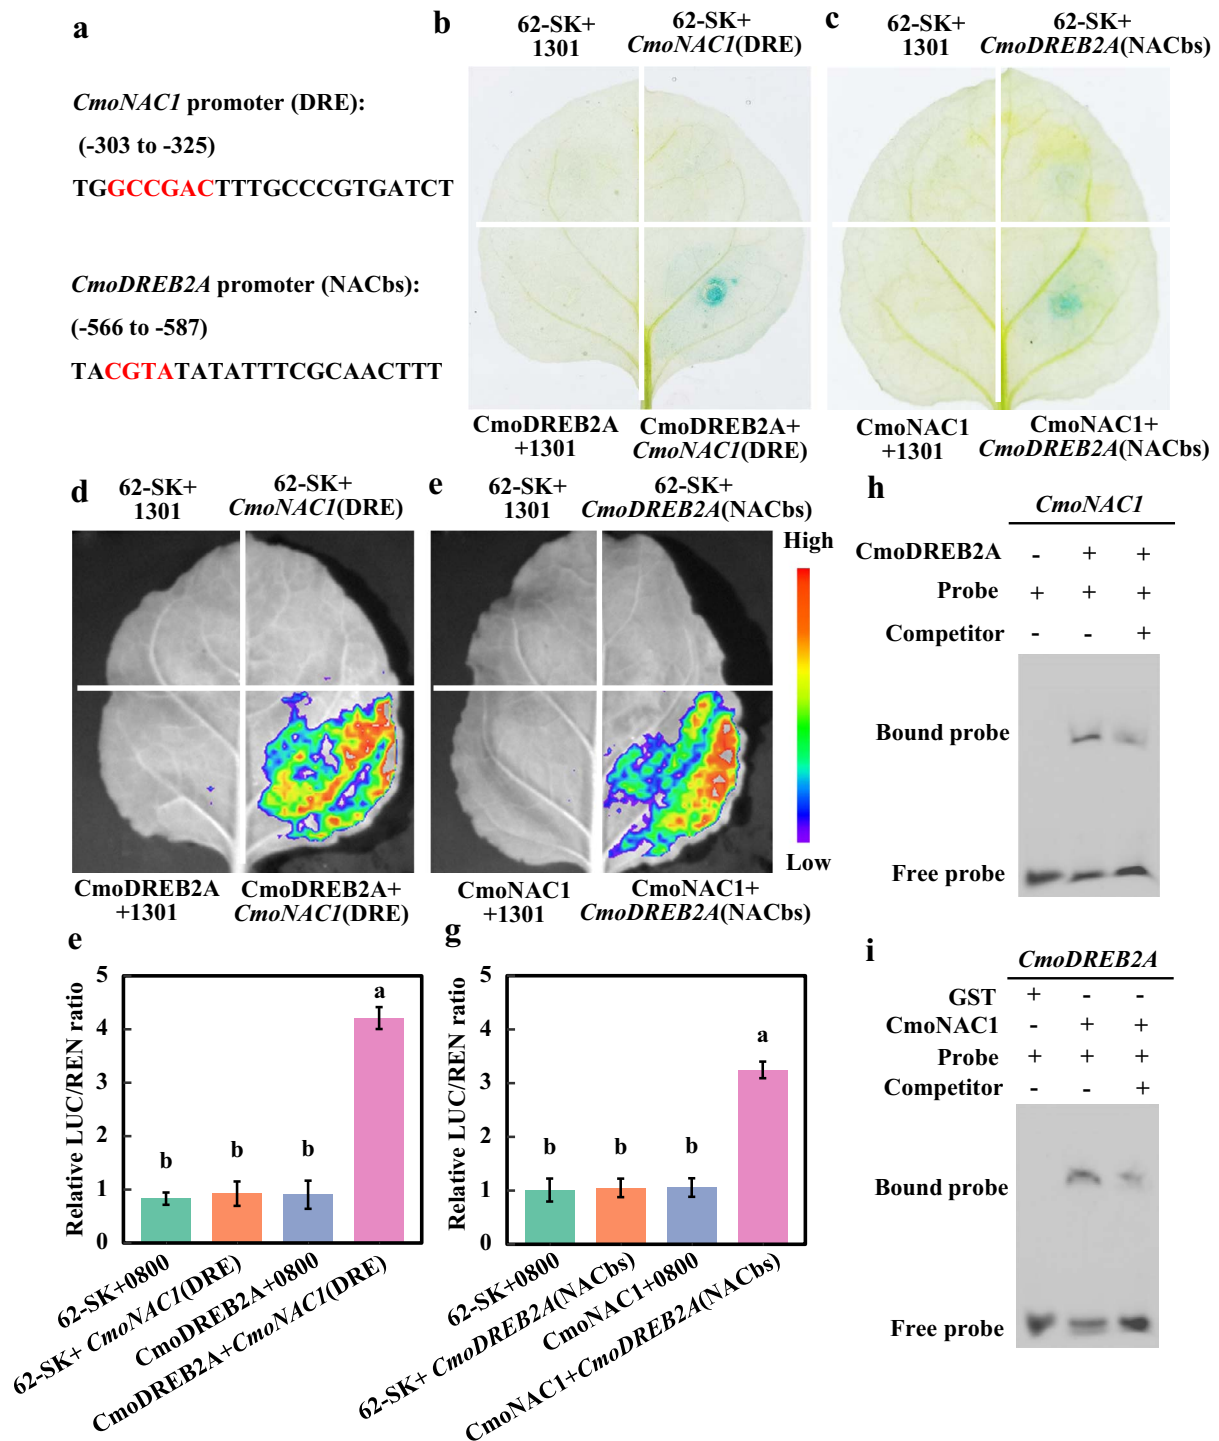 a
CmoNAC1 promoter (DRE):
(-303 to -325)
TGGCCGACTTTGCCCGTGATCT
CmoDREB2A promoter (NACbs):
(-566 to -587)
TACGTATATATTTCGCAACTTT
b
62-SK+
1301
62-SK+
CmoNAC1(DRE)
CmoDREB2A
+1301
CmoDREB2A+
CmoNAC1(DRE)
c
62-SK+
1301
62-SK+
CmoDREB2A(NACbs)
CmoNAC1
+1301
CmoNAC1+
CmoDREB2A(NACbs)
d
62-SK+
1301
62-SK+
CmoNAC1(DRE)
CmoDREB2A
+1301
CmoDREB2A+
CmoNAC1(DRE)
e
62-SK+
1301
62-SK+
CmoDREB2A(NACbs)
CmoNAC1
+1301
CmoNAC1+
CmoDREB2A(NACbs)
High
Low
h
CmoNAC1
CmoDREB2A - + +
Probe + + +
Competitor - - +
Bound probe
Free probe
e
Relative LUC/REN ratio
5
4
3
2
1
0
b
b
b
a
62-SK+0800
62-SK+ CmoNAC1(DRE)
CmoDREB2A+0800
CmoDREB2A+CmoNAC1(DRE)
g
Relative LUC/REN ratio
5
4
3
2
1
0
b
b
b
a
62-SK+0800
62-SK+ CmoDREB2A(NACbs)
CmoNAC1+0800
CmoNAC1+CmoDREB2A(NACbs)
i
CmoDREB2A
GST + - -
CmoNAC1 - + +
Probe + + +
Competitor - - +
Bound probe
Free probe